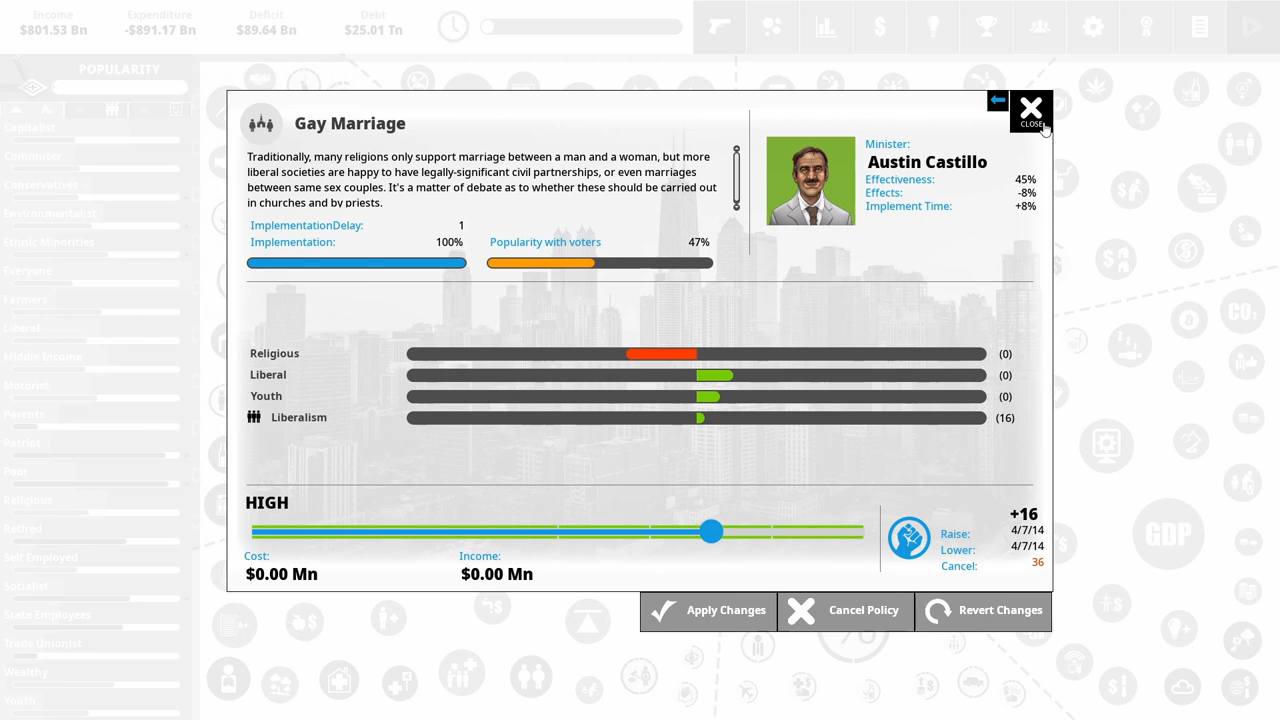 Income
Expenditure
Deficit
Debt
$801.53 Bn
-$891.17 Bn
$89.64 Bn
$25.01 Tn
POPULARITY
Capitalist
Commuter
Conservatives
Environmentalist
Ethnic Minorities
Everyone
Farmers
Liberal
Middle Income
Motorist
Parents
Patriot
Poor
Religious
Retired
Self Employed
Socialist
State Employees
Trade Unionist
Wealthy
Youth
Gay Marriage
CLOSE
Traditionally, many religions only support marriage between a man and a woman, but more
liberal societies are happy to have legally-significant civil partnerships, or even marriages
between same sex couples. It's a matter of debate as to whether these should be carried out
in churches and by priests.
ImplementationDelay: 1
Implementation: 100%
Popularity with voters 47%
Minister:
Austin Castillo
Effectiveness: 45%
Effects: -8%
Implement Time: +8%
Religious (0)
Liberal (0)
Youth (0)
Liberalism (16)
HIGH
Cost:
$0.00 Mn
Income:
$0.00 Mn
+16
Raise: 4/7/14
Lower: 4/7/14
Cancel: 36
Apply Changes
Cancel Policy
Revert Changes
CO₂
GDP